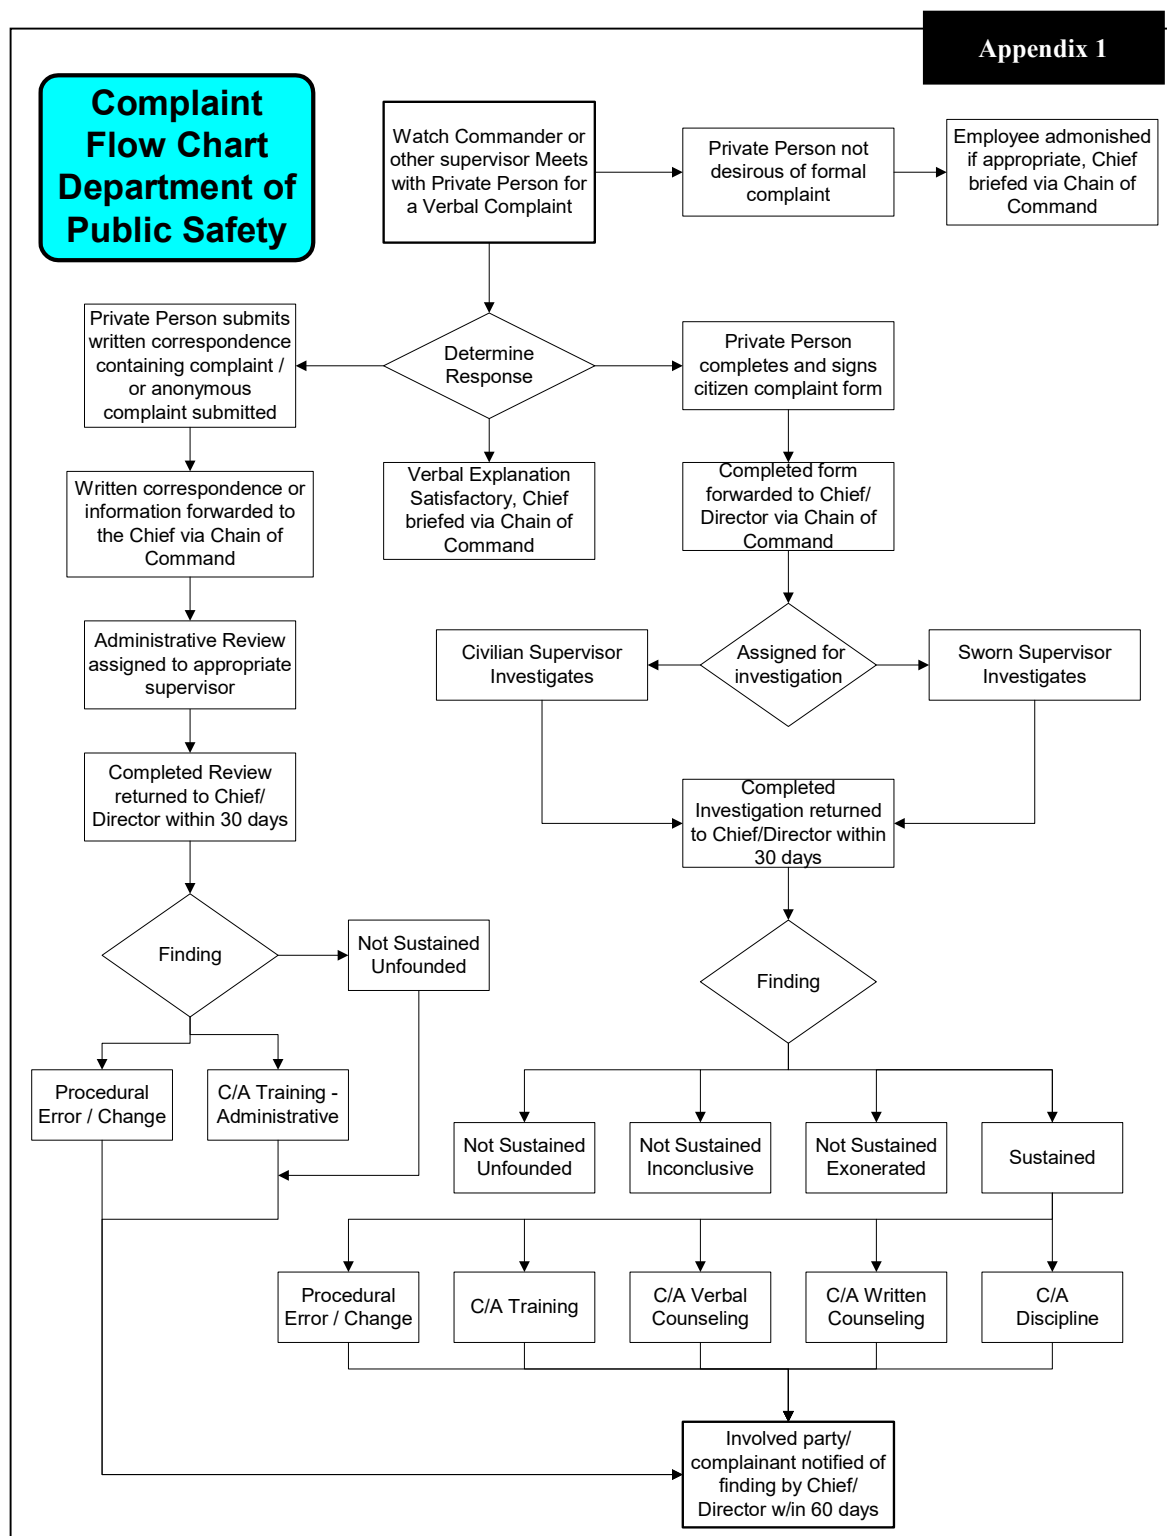 Appendix 1
Complaint
Flow Chart
Department of
Public Safety
Watch Commander or
other supervisor Meets
with Private Person for
a Verbal Complaint
Private Person not
desirous of formal
complaint
Employee admonished
if appropriate, Chief
briefed via Chain of
Command
Private Person submits
written correspondence
containing complaint /
or anonymous
complaint submitted
Determine
Response
Private Person
completes and signs
citizen complaint form
Written correspondence or
information forwarded to
the Chief via Chain of
Command
Verbal Explanation
Satisfactory, Chief
briefed via Chain of
Command
Completed form
forwarded to Chief/
Director via Chain of
Command
Administrative Review
assigned to appropriate
supervisor
Civilian Supervisor
Investigates
Assigned for
investigation
Sworn Supervisor
Investigates
Completed Review
returned to Chief/
Director within 30 days
Completed
Investigation returned
to Chief/Director within
30 days
Finding
Not Sustained
Unfounded
Finding
Procedural
Error / Change
C/A Training -
Administrative
Not Sustained
Unfounded
Not Sustained
Inconclusive
Not Sustained
Exonerated
Sustained
Procedural
Error / Change
C/A Training
C/A Verbal
Counseling
C/A Written
Counseling
C/A
Discipline
Involved party/
complainant notified of
finding by Chief/
Director w/in 60 days